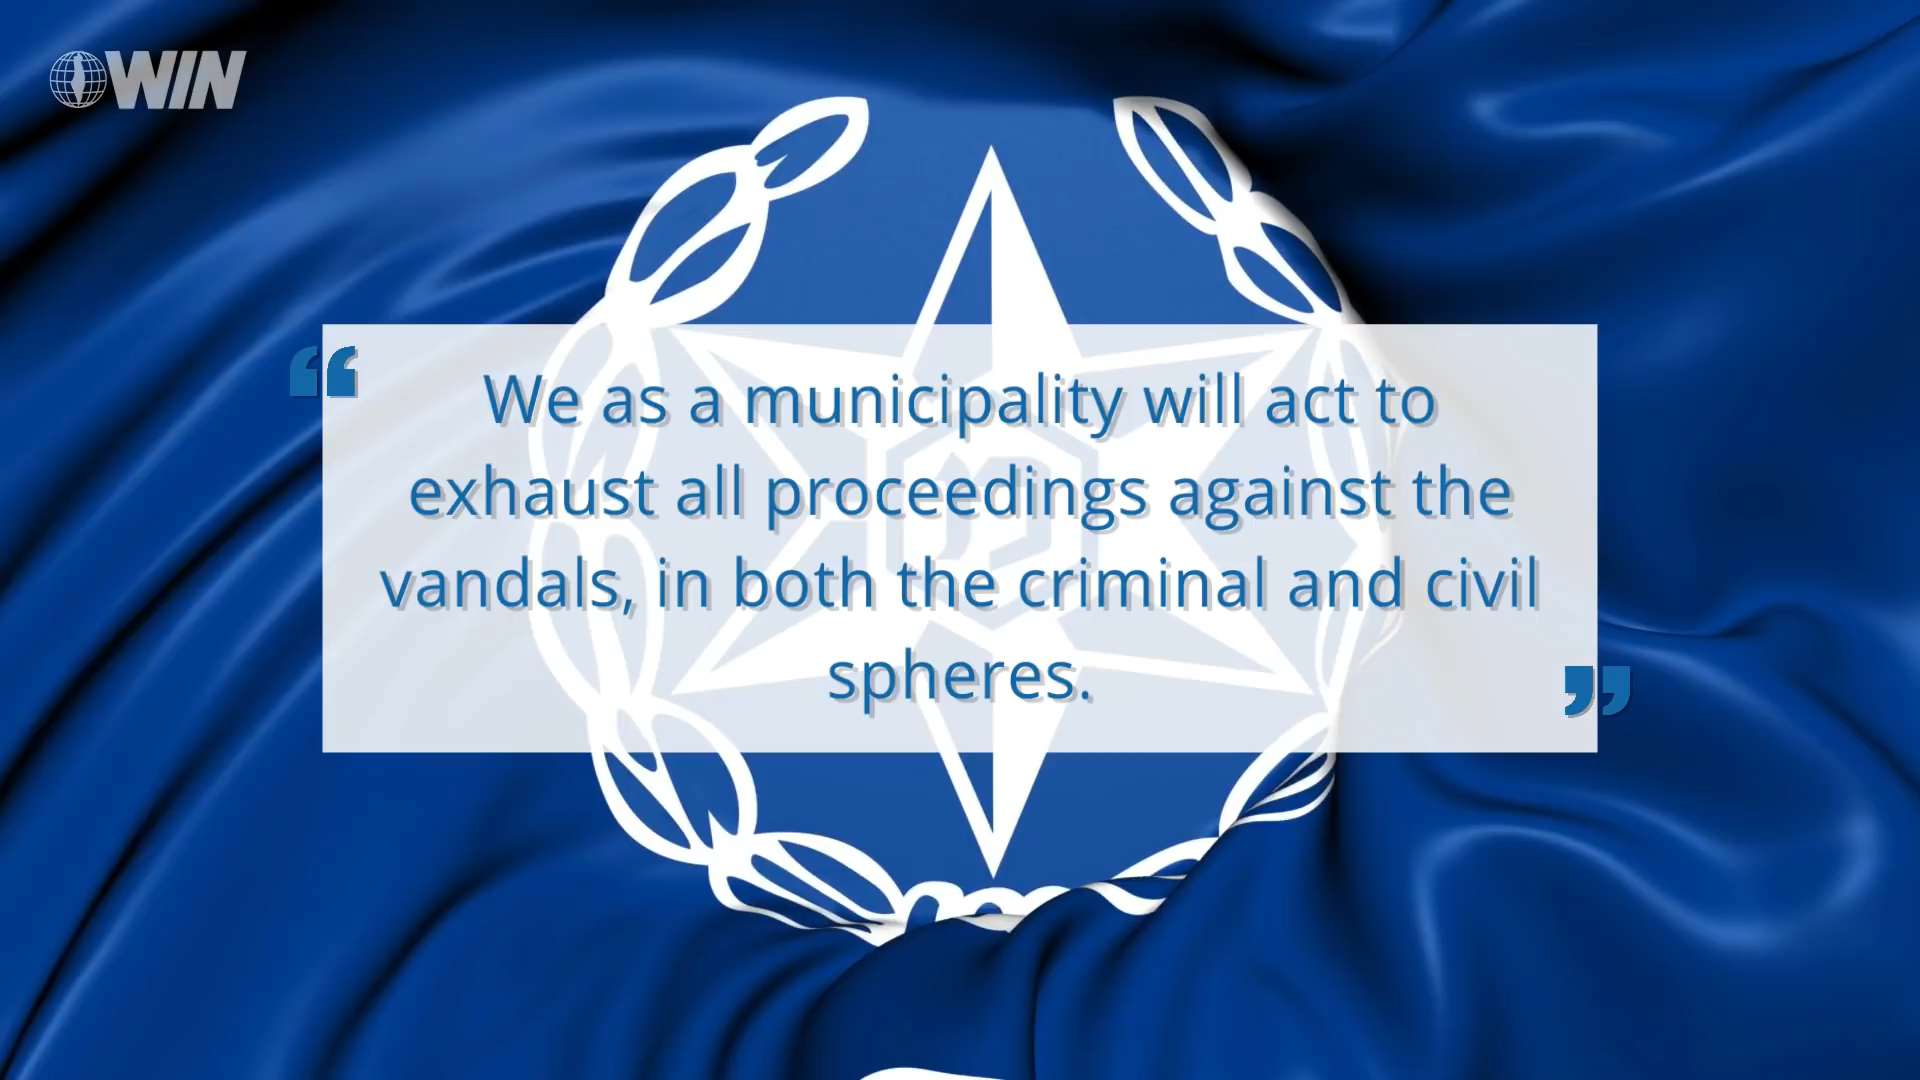 WIN
We as a municipality will act to
exhaust all proceedings against the
vandals, in both the criminal and civil
spheres.